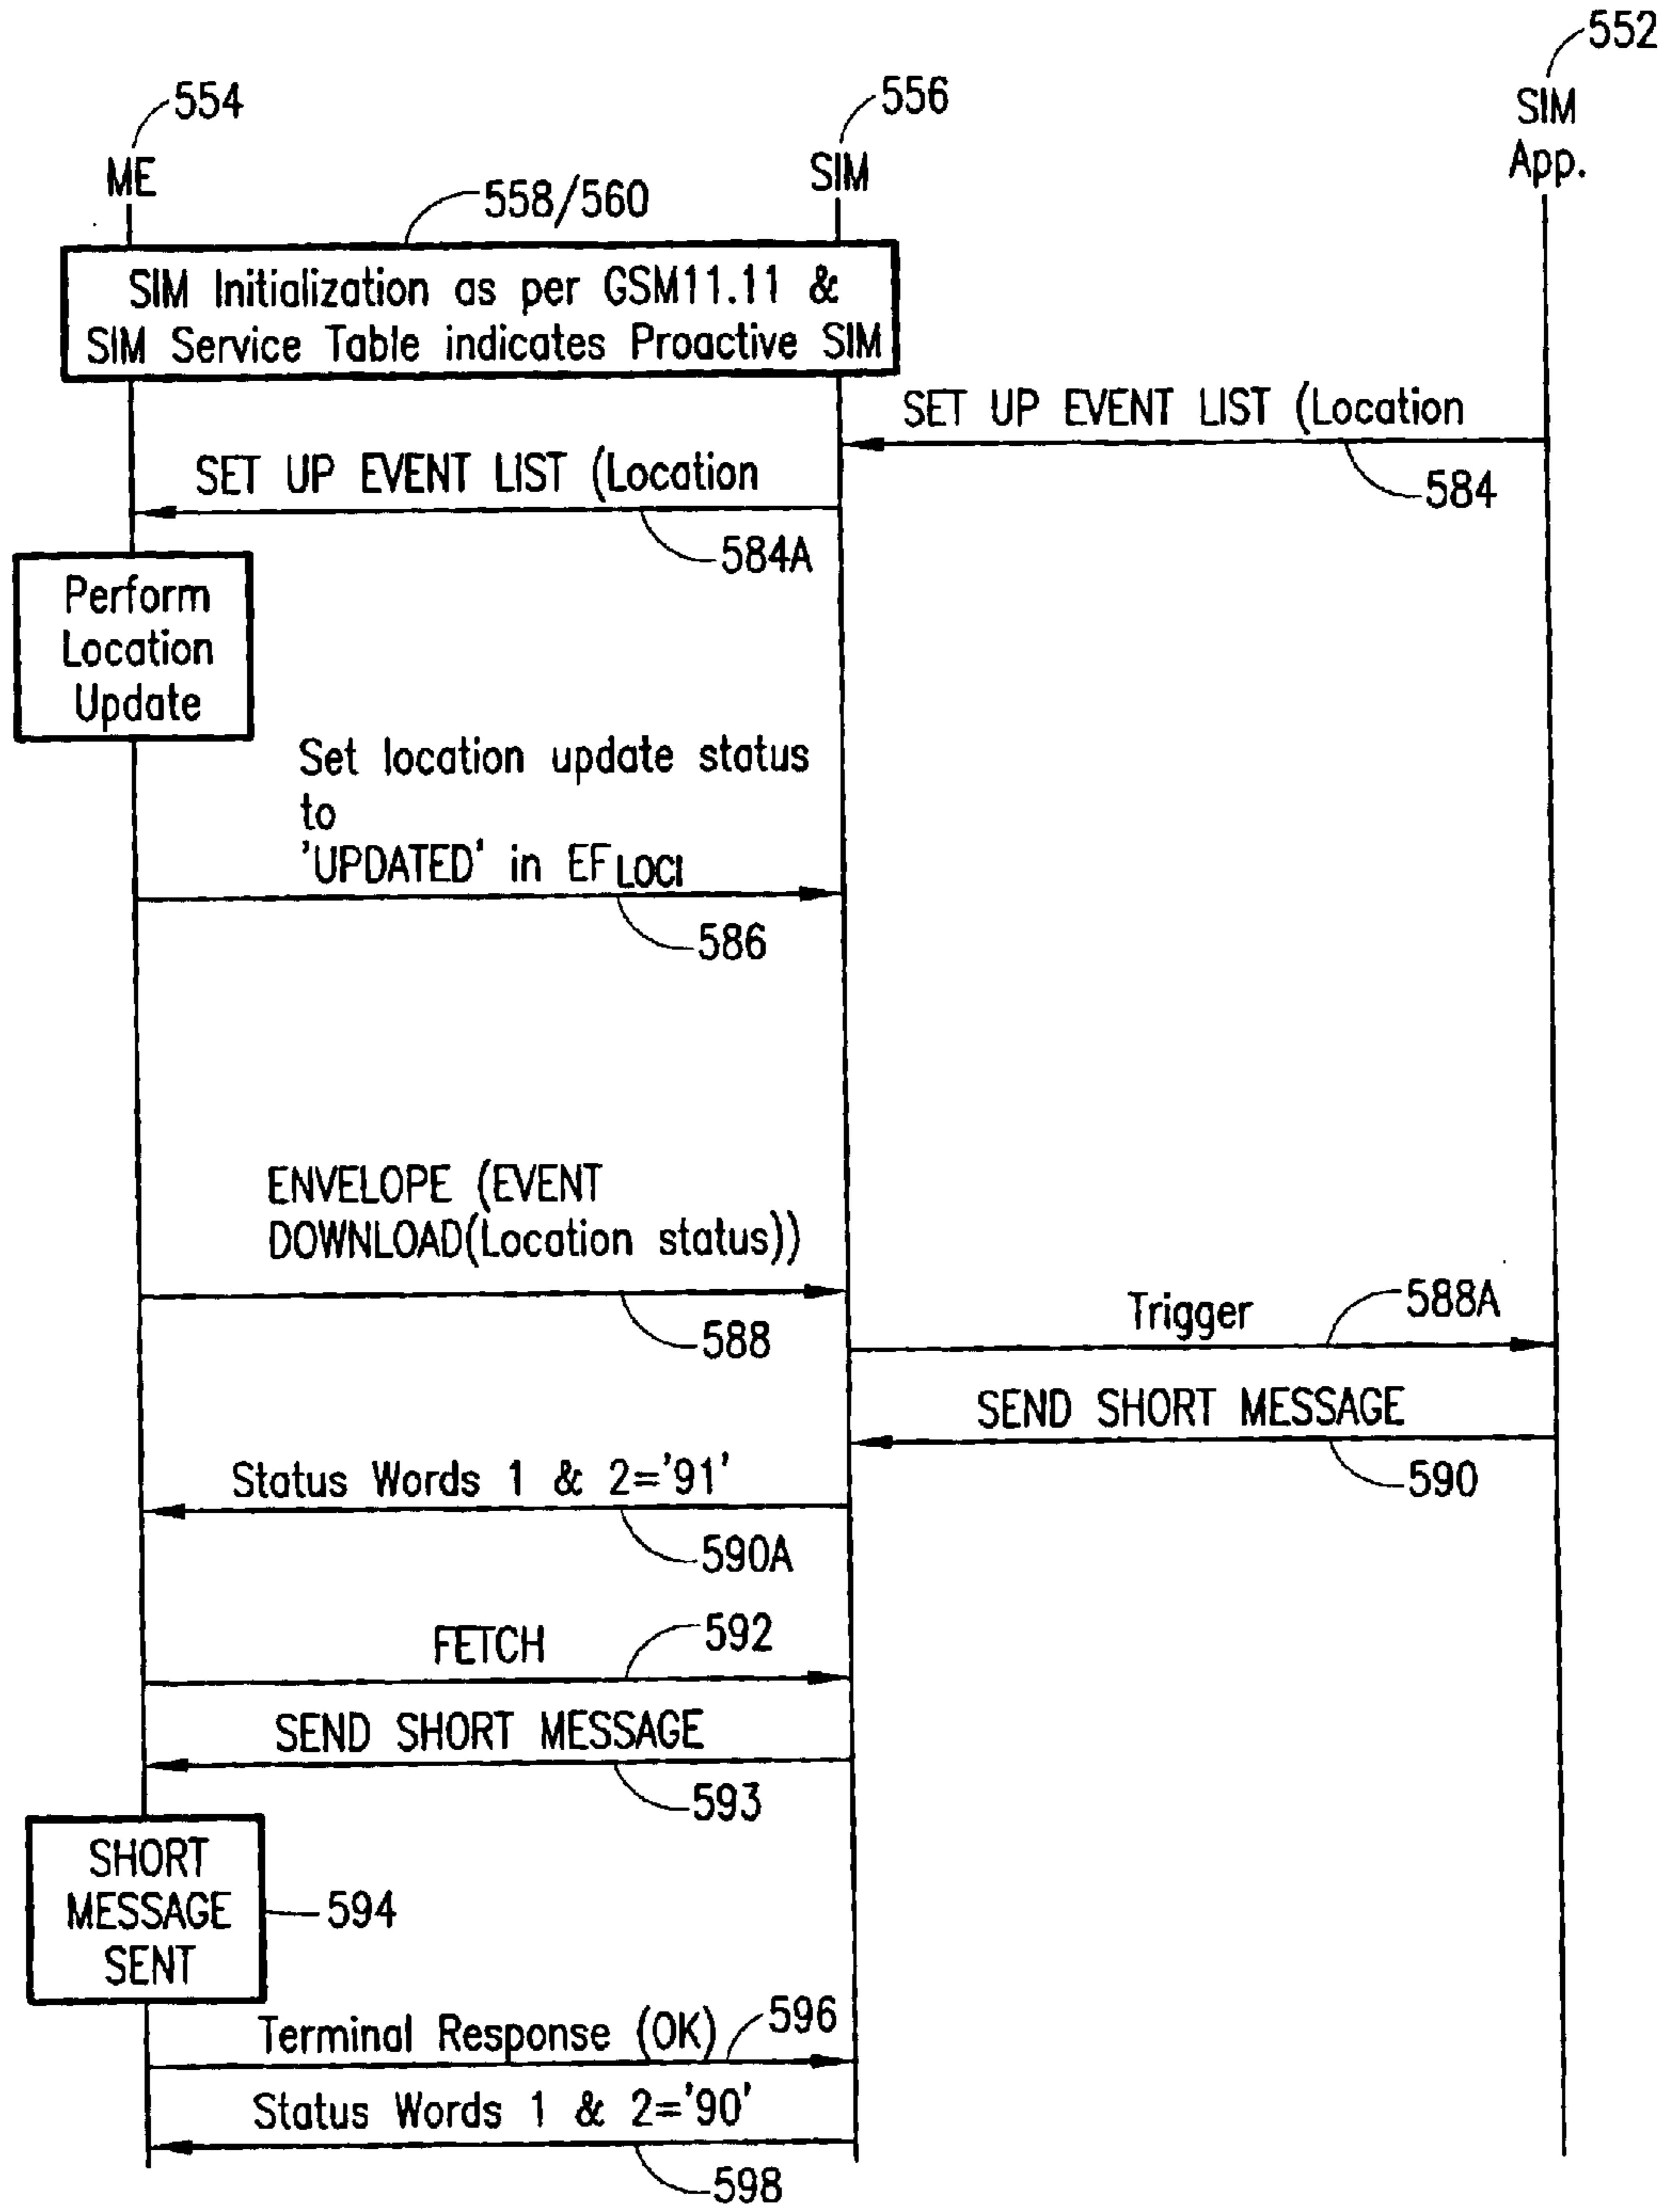 552
SIM
App.
554
ME
556
SIM
558/560
SIM Initialization as per GSM11.11 &
SIM Service Table indicates Proactive SIM
SET UP EVENT LIST (Location
584
SET UP EVENT LIST (Location
584A
Perform
Location
Update
Set location update status
to
'UPDATED' in EFLOCI
586
ENVELOPE (EVENT
DOWNLOAD(Location status))
588
Trigger
588A
SEND SHORT MESSAGE
590
Status Words 1 & 2='91'
590A
FETCH
592
SEND SHORT MESSAGE
593
SHORT
MESSAGE
SENT
594
Terminal Response (OK)
596
Status Words 1 & 2='90'
598